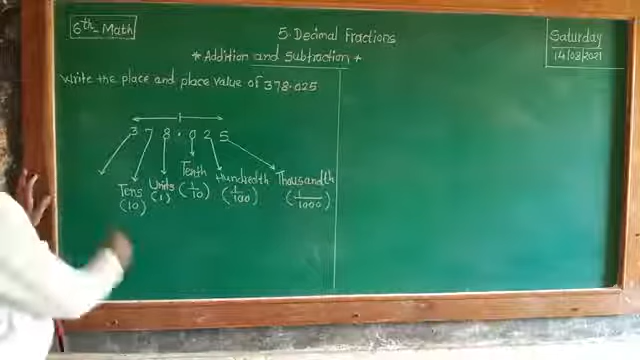 6th-Math
5. Decimal Fractions
Saturday
14/08/2021
* Addition and Subtraction *
Write the place and place value of 378.025
3 7 8 . 0 2 5
Tens Units Tenth Hundredth Thousandth
(10) (1) (1/10) (1/100) (1/1000)